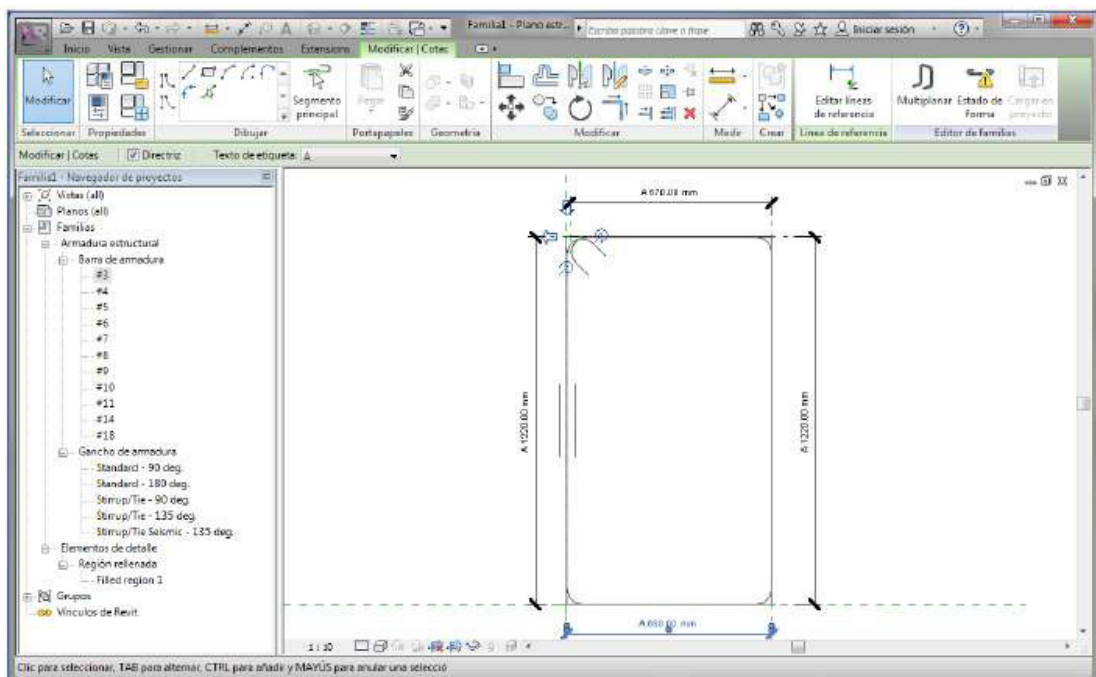 Familia1 - Plano estr...
Escriba palabra clave o frase
Iniciar sesión
Inicio Vista Gestionar Complementos Extensions Modificar | Cotas
Modificar
Segmento principal
Pegar
Editar líneas de referencia
Multiplanar
Estado de Forma
Cargar en proyecto
Seleccionar Propiedades Dibujar Portapapeles Geometría Modificar Medir Crear Línea de referencia Editor de familias
Modificar | Cotas Directriz Texto de etiqueta: A
Familia1 - Navegador de proyectos
Vistas (all)
Planos (all)
Familias
Armadura estructural
Barra de armadura
#3
#4
#5
#6
#7
#8
#9
#10
#11
#14
#18
Gancho de armadura
Standard - 90 deg.
Standard - 180 deg.
Stirrup/Tie - 90 deg.
Stirrup/Tie - 135 deg.
Stirrup/Tie Seismic - 135 deg.
Elementos de detalle
Región rellenada
Filled region 1
Grupos
Vínculos de Revit
A 670.00 mm
A 1220.00 mm
A 1220.00 mm
mm
1 : 10
Clic para seleccionar, TAB para alternar, CTRL para añadir y MAYÚS para anular una selecció